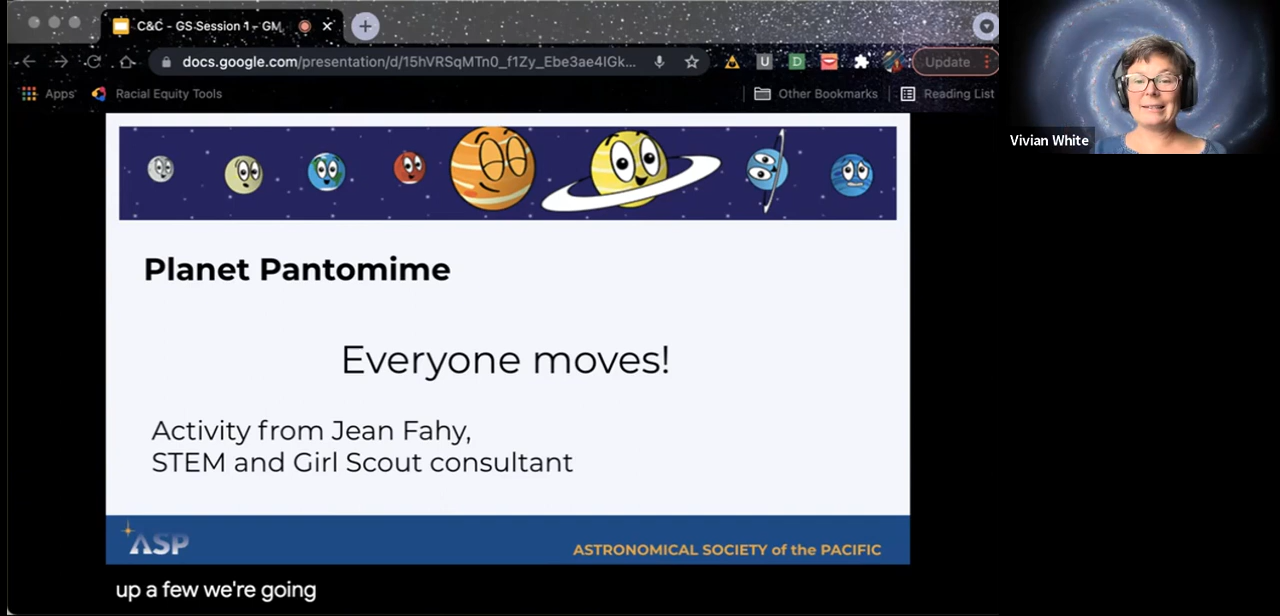 C&C - GS Session 1 - GM
docs.google.com/presentation/d/15hVRSqMTn0_f1Zy_Ebe3ae4IGk...
Update
Apps
Racial Equity Tools
Other Bookmarks
Reading List
Vivian White
Planet Pantomime
Everyone moves!
Activity from Jean Fahy,
STEM and Girl Scout consultant
ASP
ASTRONOMICAL SOCIETY of the PACIFIC
up a few we're going